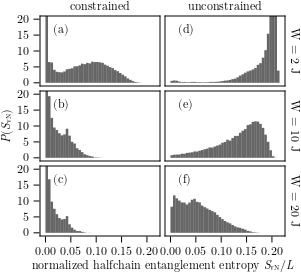 constrained unconstrained
20 (a) (d) W = 2 J
15
10
5
0
20 (b) (e) W = 10 J
15
10
5
0
P(S_rN)
20 (c) (f) W = 20 J
15
10
5
0
0.00 0.05 0.10 0.15 0.20 0.00 0.05 0.10 0.15 0.20
normalized halfchain entanglement entropy S_rN/L